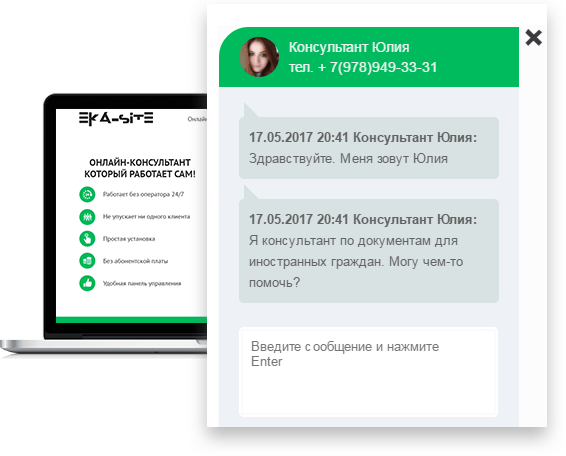 EKA-SiTE
Онлайн
ОНЛАЙН-КОНСУЛЬТАНТ
КОТОРЫЙ РАБОТАЕТ САМ!
Работает без оператора 24/7
Не упускает ни одного клиента
Простая установка
Без абонентской платы
Удобная панель управления
Консультант Юлия
тел. + 7(978)949-33-31
17.05.2017 20:41 Консультант Юлия:
Здравствуйте. Меня зовут Юлия
17.05.2017 20:41 Консультант Юлия:
Я консультант по документам для
иностранных граждан. Могу чем-то
помочь?
Введите сообщение и нажмите
Enter